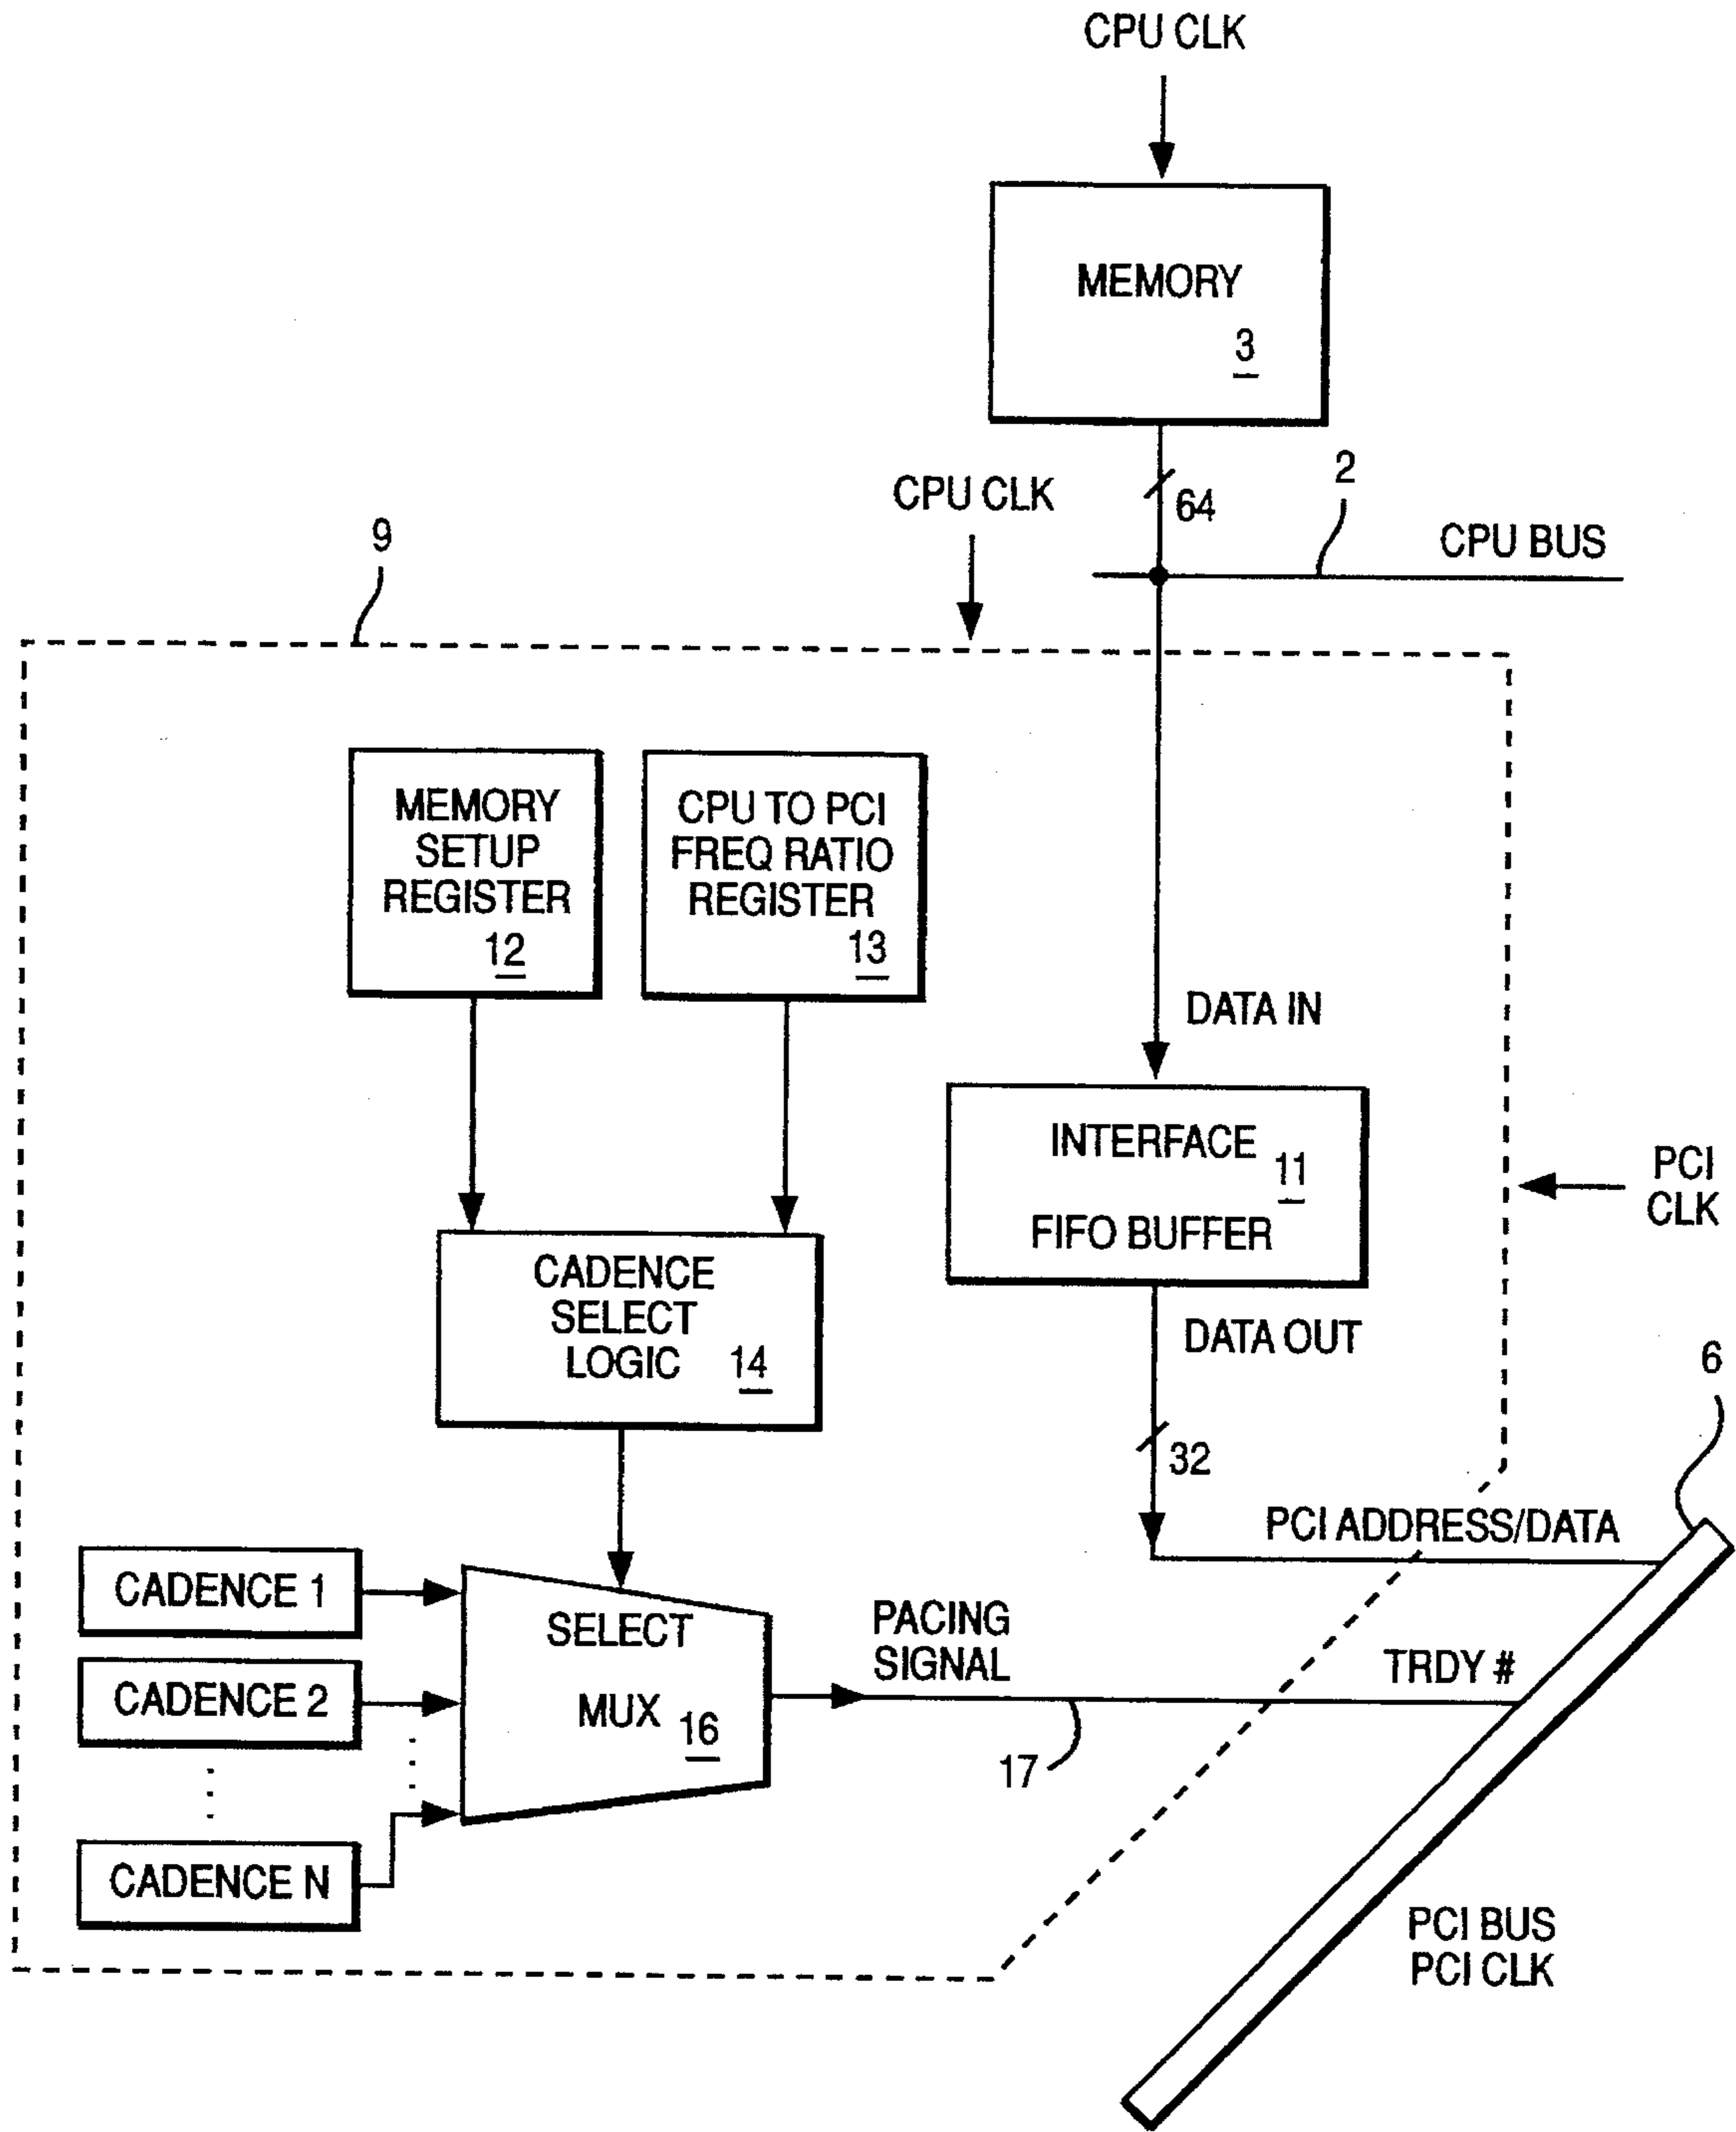 CPU CLK
MEMORY
3
64
CPU CLK
2
CPU BUS
9
MEMORY
SETUP
REGISTER
12
CPU TO PCI
FREQ RATIO
REGISTER
13
DATA IN
INTERFACE
11
FIFO BUFFER
PCI
CLK
CADENCE
SELECT
LOGIC
14
DATA OUT
32
6
PCI ADDRESS/DATA
CADENCE 1
CADENCE 2
CADENCE N
SELECT
MUX
16
PACING
SIGNAL
17
TRDY #
PCI BUS
PCI CLK